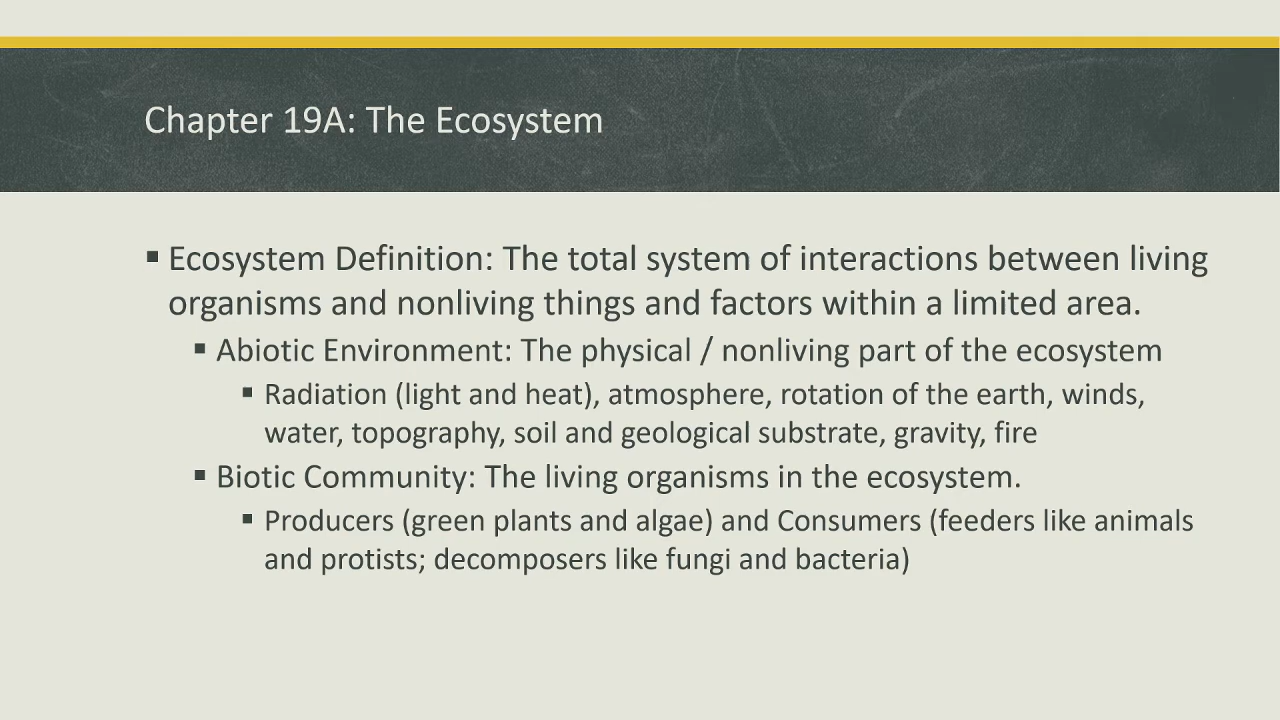 Chapter 19A: The Ecosystem
▪ Ecosystem Definition: The total system of interactions between living
organisms and nonliving things and factors within a limited area.
▪ Abiotic Environment: The physical / nonliving part of the ecosystem
▪ Radiation (light and heat), atmosphere, rotation of the earth, winds,
water, topography, soil and geological substrate, gravity, fire
▪ Biotic Community: The living organisms in the ecosystem.
▪ Producers (green plants and algae) and Consumers (feeders like animals
and protists; decomposers like fungi and bacteria)